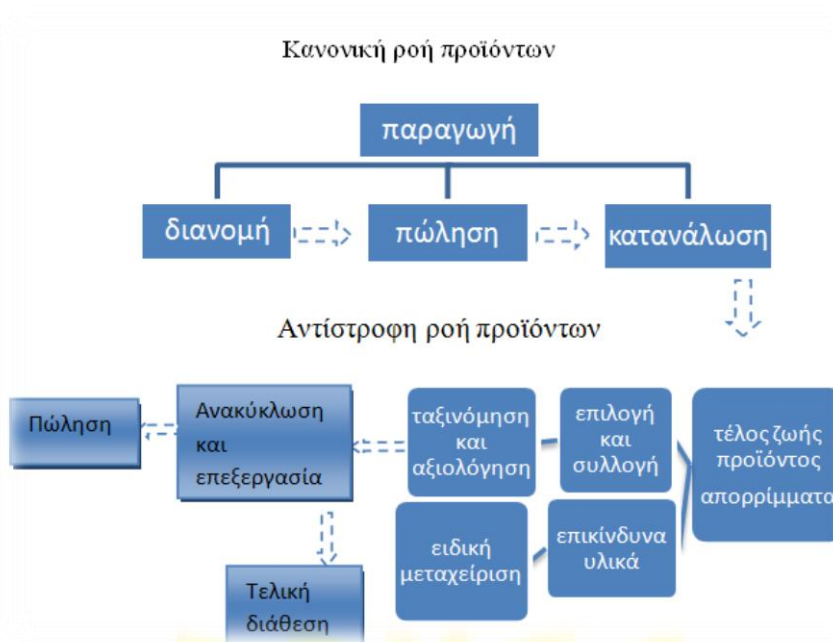 Κανονική ροή προϊόντων
παραγωγή
διανομή
πώληση
κατανάλωση
Αντίστροφη ροή προϊόντων
Πώληση
Ανακύκλωση
και
επεξεργασία
ταξινόμηση
και
αξιολόγηση
επιλογή
και
συλλογή
τέλος ζωής
προϊόντος
απορρίμματα
ειδική
μεταχείριση
επικίνδυνα
υλικά
Τελική
διάθεση